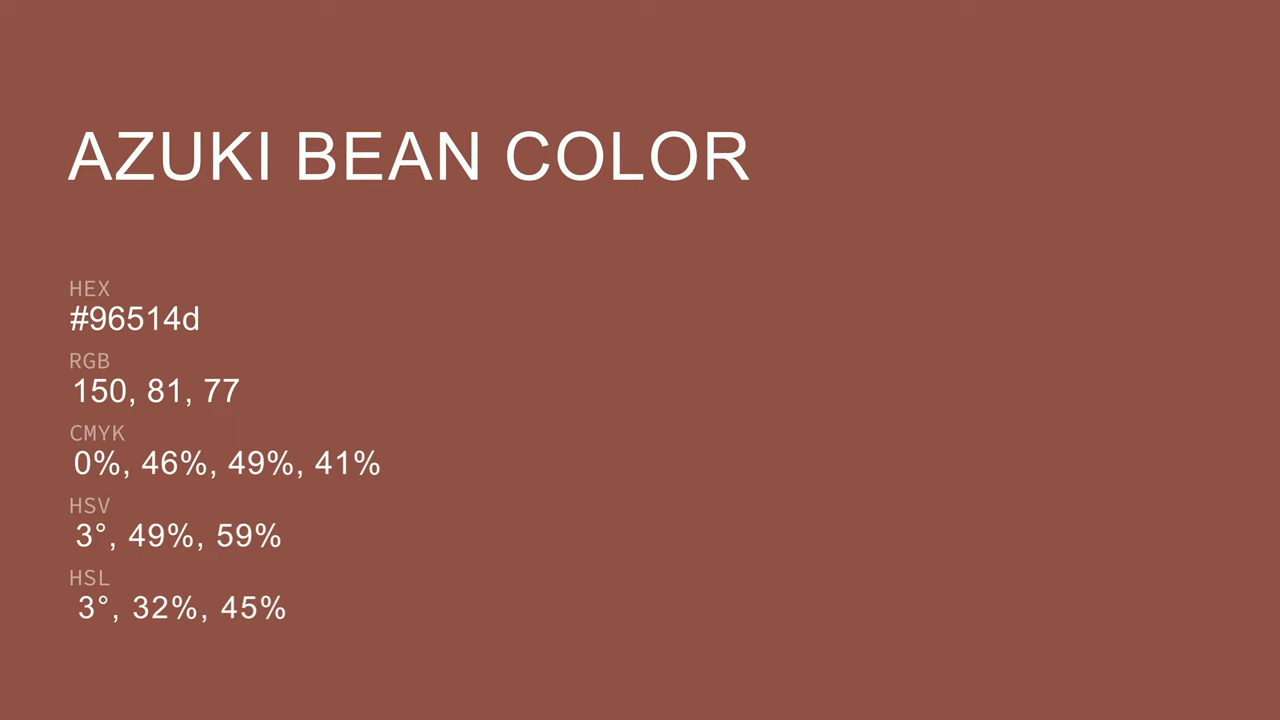 AZUKI BEAN COLOR
HEX
#96514d
RGB
150, 81, 77
CMYK
0%, 46%, 49%, 41%
HSV
3°, 49%, 59%
HSL
3°, 32%, 45%